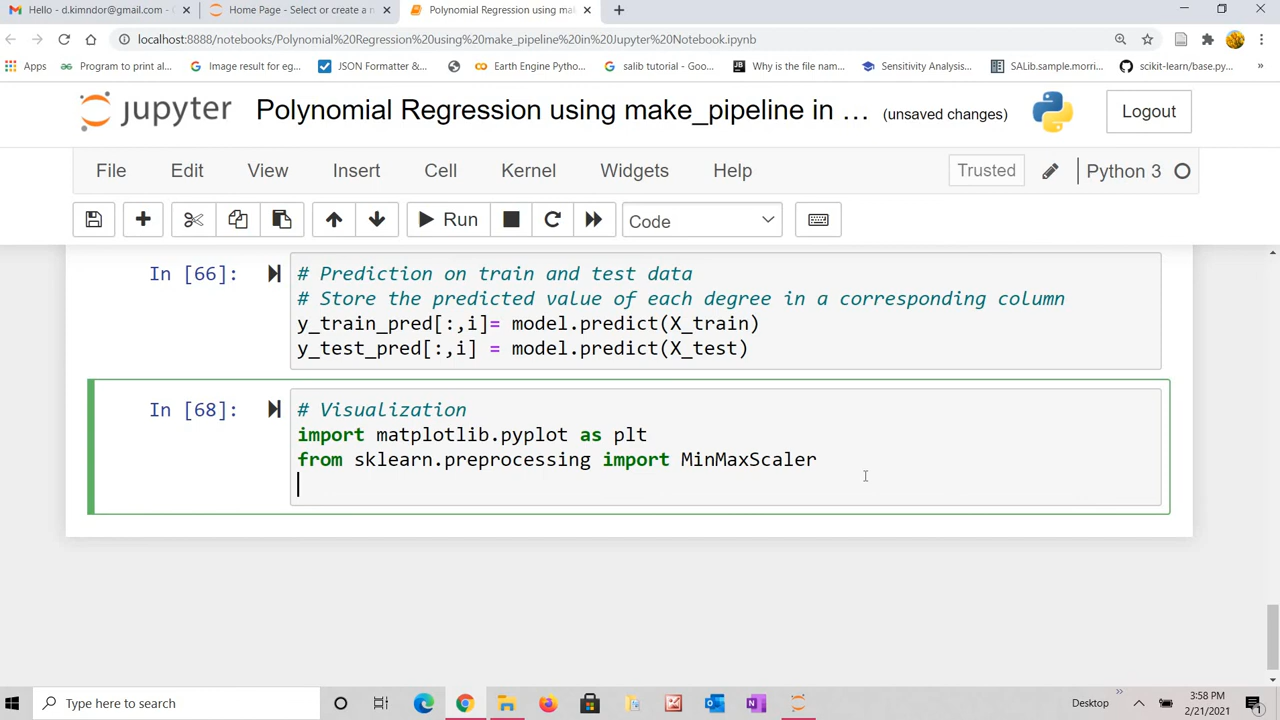 Hello - d.kimndor@gmail.com - C
Home Page - Select or create a n
Polynomial Regression using mak
localhost:8888/notebooks/Polynomial%20Regression%20using%20make_pipeline%20in%20Jupyter%20Notebook.ipynb
Apps
Program to print al...
Image result for eg...
JSON Formatter &...
Earth Engine Pytho...
salib tutorial - Goo...
Why is the file nam...
Sensitivity Analysis...
SALib.sample.morri...
scikit-learn/base.py...
»
jupyter
Polynomial Regression using make_pipeline in ...
(unsaved changes)
Logout
File Edit View Insert Cell Kernel Widgets Help
Trusted
Python 3
Run
Code
In [66]:
# Prediction on train and test data
# Store the predicted value of each degree in a corresponding column
y_train_pred[:,i]= model.predict(X_train)
y_test_pred[:,i] = model.predict(X_test)
In [68]:
# Visualization
import matplotlib.pyplot as plt
from sklearn.preprocessing import MinMaxScaler
Type here to search
Desktop
»
3:58 PM
2/21/2021
1